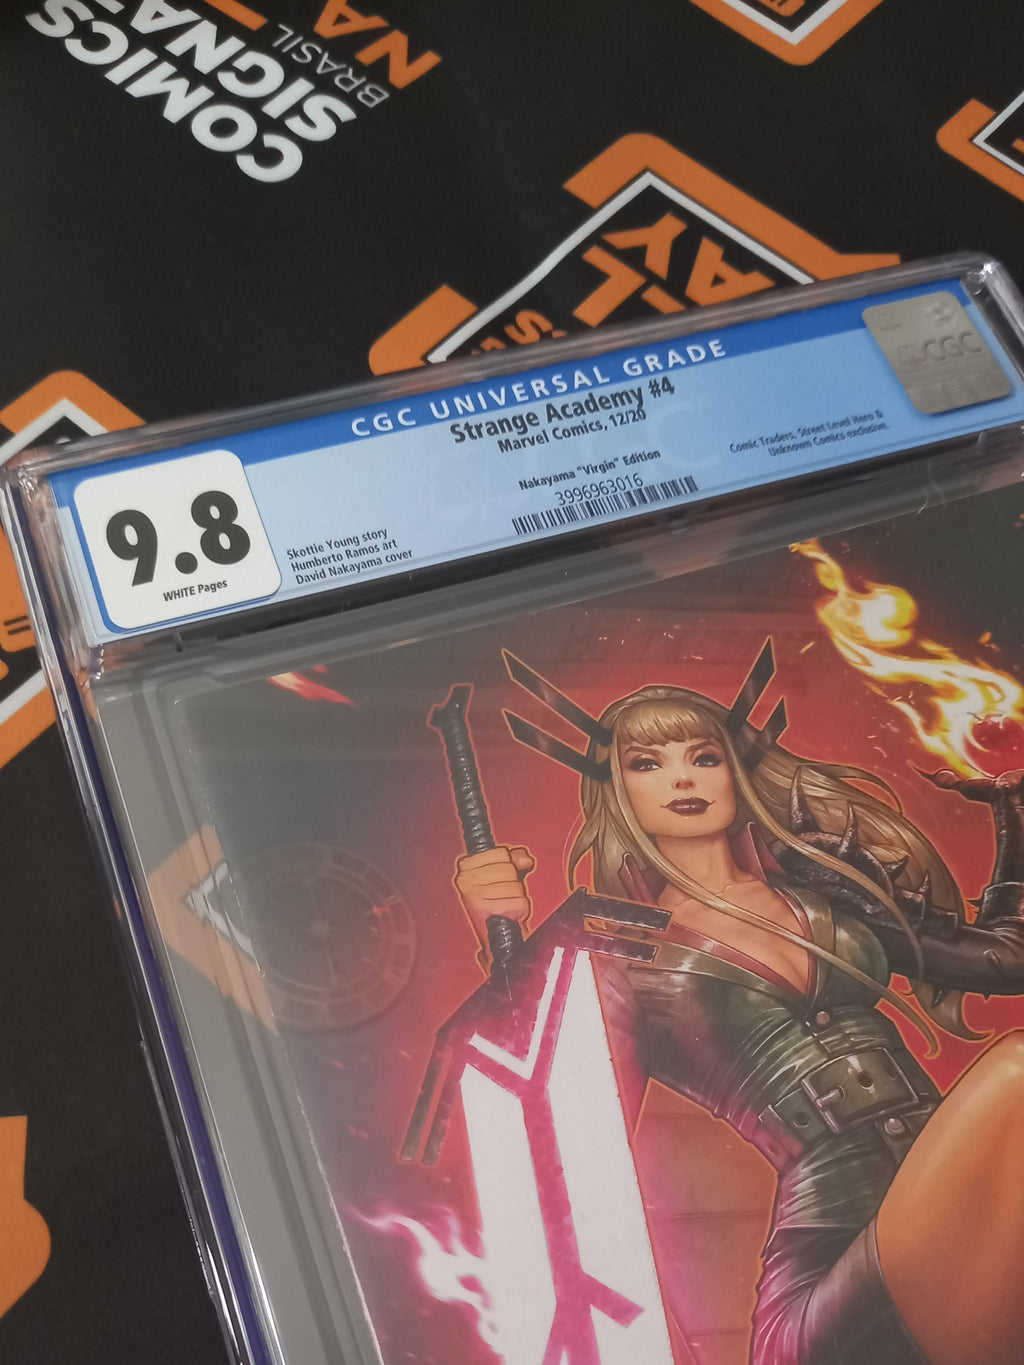 COMICS
SIGNA
BRASIL
NA
CGC UNIVERSAL GRADE
Strange Academy #4
Marvel Comics, 12/20
Nakayama "Virgin" Edition
3996963016
Comic Traders, Street Level Hero &
Unknown Comics exclusive.
9.8
WHITE Pages
Skottie Young story
Humberto Ramos art
David Nakayama cover
CGC